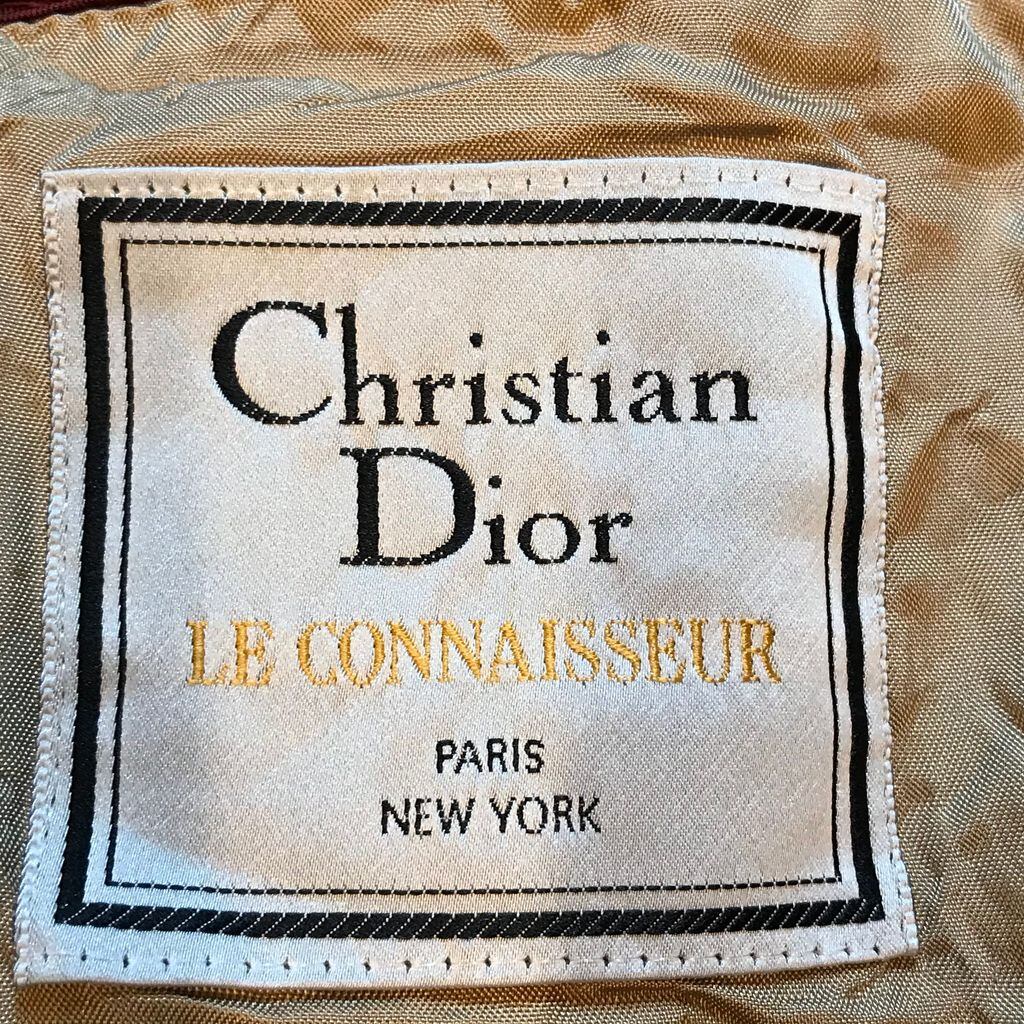 Christian
Dior
LE CONNAISSEUR
PARIS
NEW YORK